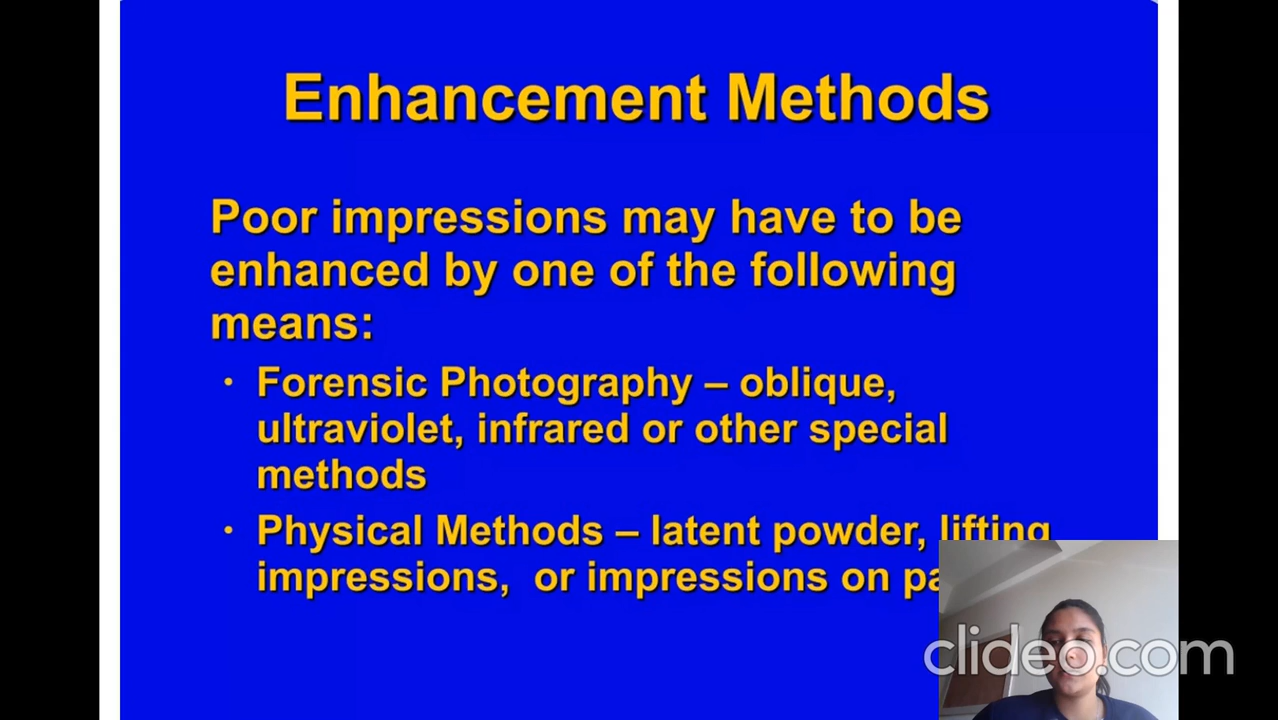 Enhancement Methods
Poor impressions may have to be
enhanced by one of the following
means:
· Forensic Photography – oblique,
ultraviolet, infrared or other special
methods
· Physical Methods – latent powder, lifting
impressions, or impressions on
clideo.com